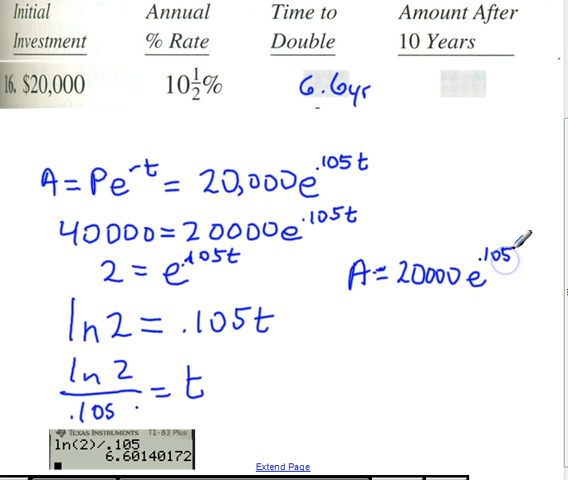 Initial Investment Annual % Rate Time to Double Amount After 10 Years
16. $20,000 10½% 6.6yr
A = Pe^rt = 20,000e^.105t
40000 = 20000e^.105t
2 = e^.105t
A = 20000e^.105
ln 2 = .105t
ln 2 / .105 = t
TEXAS INSTRUMENTS TI-83 Plus
ln(2)/.105
6.60140172
Extend Page